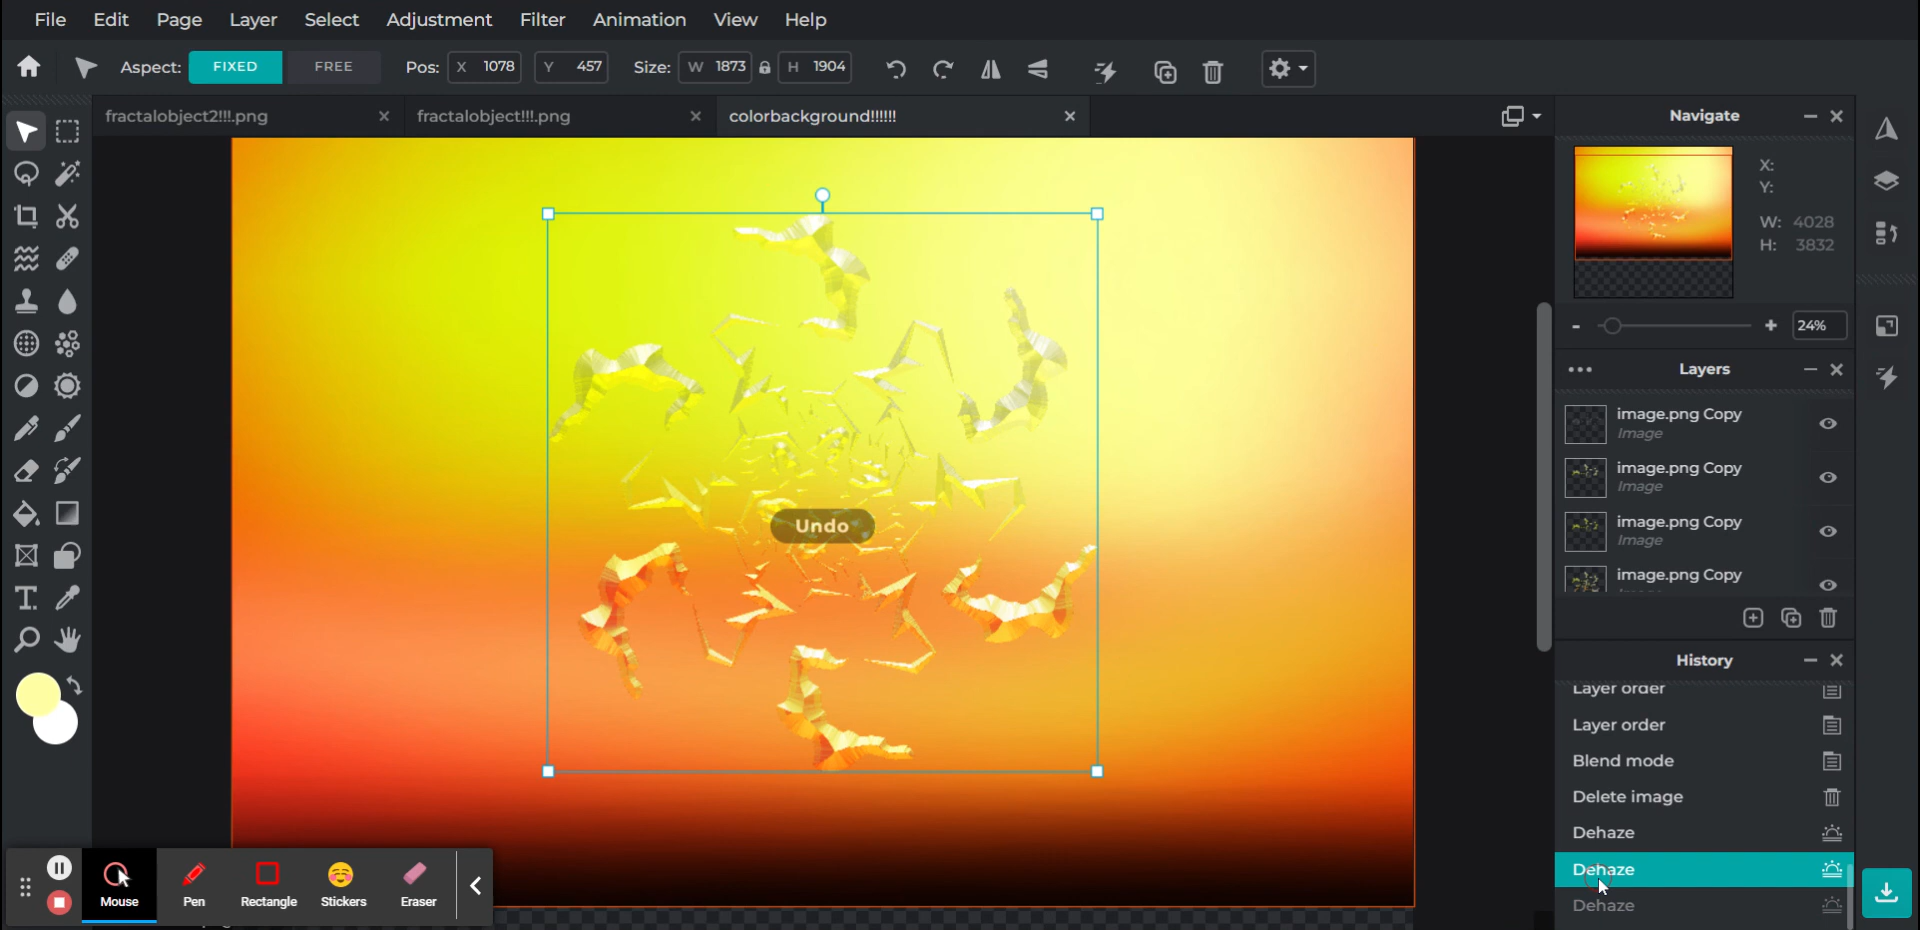 File Edit Page Layer Select Adjustment Filter Animation View Help
Aspect: FIXED FREE Pos: X 1078 Y 457 Size: W 1873 H 1904
fractalobject2!!!.png fractalobject!!!.png colorbackground!!!!!!
Navigate
X:
Y:
W: 4028
H: 3832
24%
Layers
image.png Copy
Image
image.png Copy
Image
image.png Copy
Image
image.png Copy
Undo
History
Layer order
Layer order
Blend mode
Delete image
Dehaze
Dehaze
Dehaze
Mouse Pen Rectangle Stickers Eraser